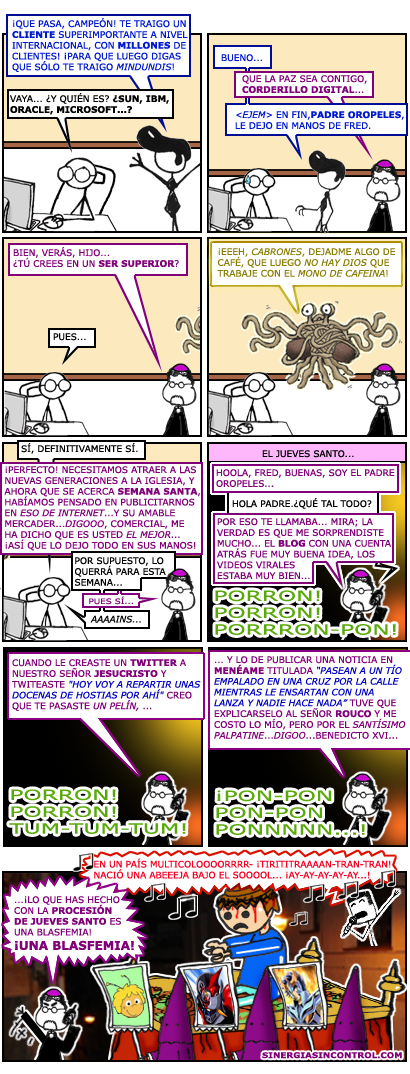 ¡QUE PASA, CAMPEÓN! TE TRAIGO UN
CLIENTE SUPERIMPORTANTE A NIVEL
INTERNACIONAL, CON MILLONES DE
CLIENTES! ¡PARA QUE LUEGO DIGAS
QUE SÓLO TE TRAIGO MINDUNDIS!
VAYA... ¿Y QUIÉN ES? ¿SUN, IBM,
ORACLE, MICROSOFT...?
BUENO...
QUE LA PAZ SEA CONTIGO,
CORDERILLO DIGITAL...
<EJEM> EN FIN,PADRE OROPELES,
LE DEJO EN MANOS DE FRED.
BIEN, VERÁS, HIJO...
¿TÚ CREES EN UN SER SUPERIOR?
PUES...
¡EEEH, CABRONES, DEJADME ALGO DE
CAFÉ, QUE LUEGO NO HAY DIOS QUE
TRABAJE CON EL MONO DE CAFEINA!
SÍ, DEFINITIVAMENTE SÍ.
¡PERFECTO! NECESITAMOS ATRAER A LAS
NUEVAS GENERACIONES A LA IGLESIA, Y
AHORA QUE SE ACERCA SEMANA SANTA,
HABÍAMOS PENSADO EN PUBLICITARNOS
EN ESO DE INTERNET...Y SU AMABLE
MERCADER...DIGOOO, COMERCIAL, ME
HA DICHO QUE ES USTED EL MEJOR...
¡ASÍ QUE LO DEJO TODO EN SUS MANOS!
POR SUPUESTO, LO
QUERRÁ PARA ESTA
SEMANA...
PUES SÍ...
AAAAINS...
EL JUEVES SANTO...
HOOLA, FRED, BUENAS, SOY EL PADRE
OROPELES...
HOLA PADRE.¿QUÉ TAL TODO?
POR ESO TE LLAMABA... MIRA; LA
VERDAD ES QUE ME SORPRENDISTE
MUCHO... EL BLOG CON UNA CUENTA
ATRÁS FUE MUY BUENA IDEA, LOS
VIDEOS VIRALES
ESTABA MUY BIEN...
PORRON!
PORRON!
PORRRON-PON!
CUANDO LE CREASTE UN TWITTER A
NUESTRO SEÑOR JESUCRISTO Y
TWITEASTE "HOY VOY A REPARTIR UNAS
DOCENAS DE HOSTIAS POR AHÍ" CREO
QUE TE PASASTE UN PELÍN, ...
PORRON!
PORRON!
TUM-TUM-TUM!
... Y LO DE PUBLICAR UNA NOTICIA EN
MENÉAME TITULADA "PASEAN A UN TÍO
EMPALADO EN UNA CRUZ POR LA CALLE
MIENTRAS LE ENSARTAN CON UNA
LANZA Y NADIE HACE NADA" TUVE QUE
EXPLICARSELO AL SEÑOR ROUCO Y ME
COSTO LO MÍO, PERO POR EL SANTÍSIMO
PALPATINE...DIGOO...BENEDICTO XVI...
¡PON-PON
PON-PON
PONNNNN...!
EN UN PAÍS MULTICOLOOOORRR- ¡TIRITITRAAAAN-TRAN-TRAN!
NACIÓ UNA ABEEEJA BAJO EL SOOOOL... ¡AY-AY-AY-AY-AY...!
...¡LO QUE HAS HECHO
CON LA PROCESIÓN
DE JUEVES SANTO ES
UNA BLASFEMIA!
¡UNA BLASFEMIA!
SINERGIASINCONTROL.COM